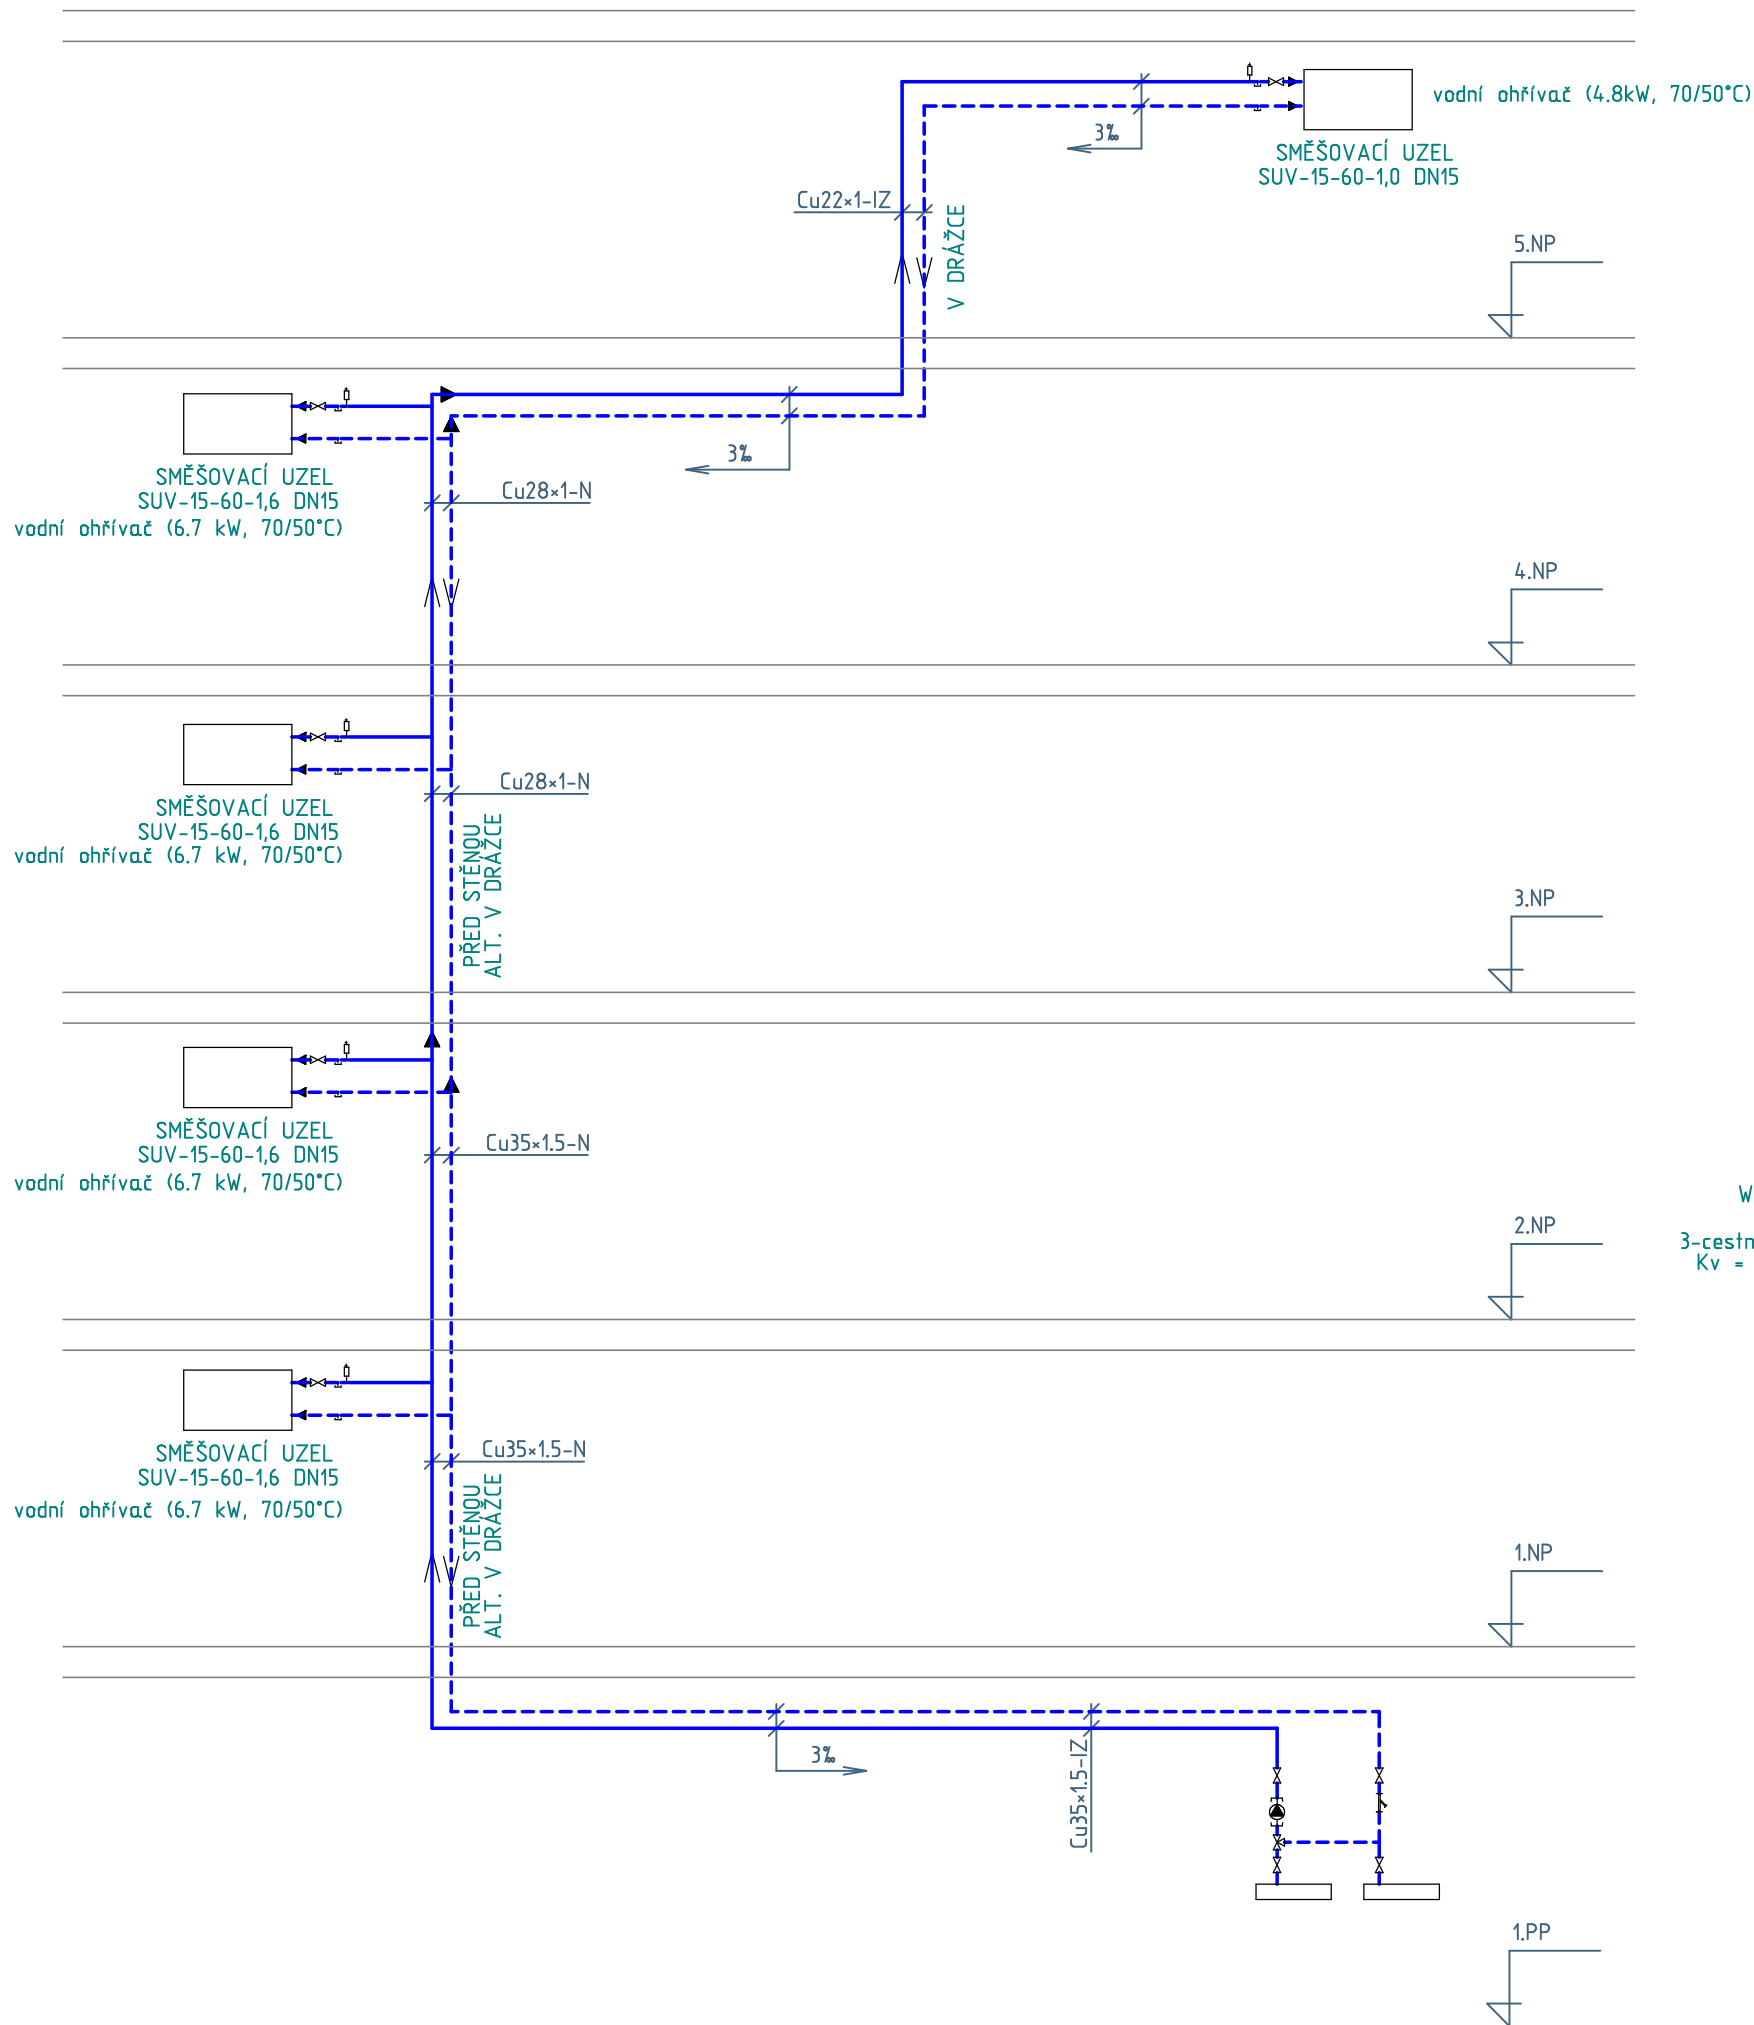 vodní ohřívač (4.8kW, 70/50°C)
3‰
SMĚŠOVACÍ UZEL
SUV-15-60-1,0 DN15
Cu22×1-IZ
V DRÁŽCE
5.NP
3‰
SMĚŠOVACÍ UZEL
SUV-15-60-1,6 DN15
vodní ohřívač (6.7 kW, 70/50°C)
Cu28×1-N
4.NP
SMĚŠOVACÍ UZEL
SUV-15-60-1,6 DN15
vodní ohřívač (6.7 kW, 70/50°C)
Cu28×1-N
PŘED STĚNOU
ALT. V DRÁŽCE
3.NP
SMĚŠOVACÍ UZEL
SUV-15-60-1,6 DN15
vodní ohřívač (6.7 kW, 70/50°C)
Cu35×1.5-N
W
2.NP
3-cestn
Kv =
SMĚŠOVACÍ UZEL
SUV-15-60-1,6 DN15
vodní ohřívač (6.7 kW, 70/50°C)
Cu35×1.5-N
PŘED STĚNOU
ALT. V DRÁŽCE
1.NP
3‰
Cu35×1.5-IZ
1.PP